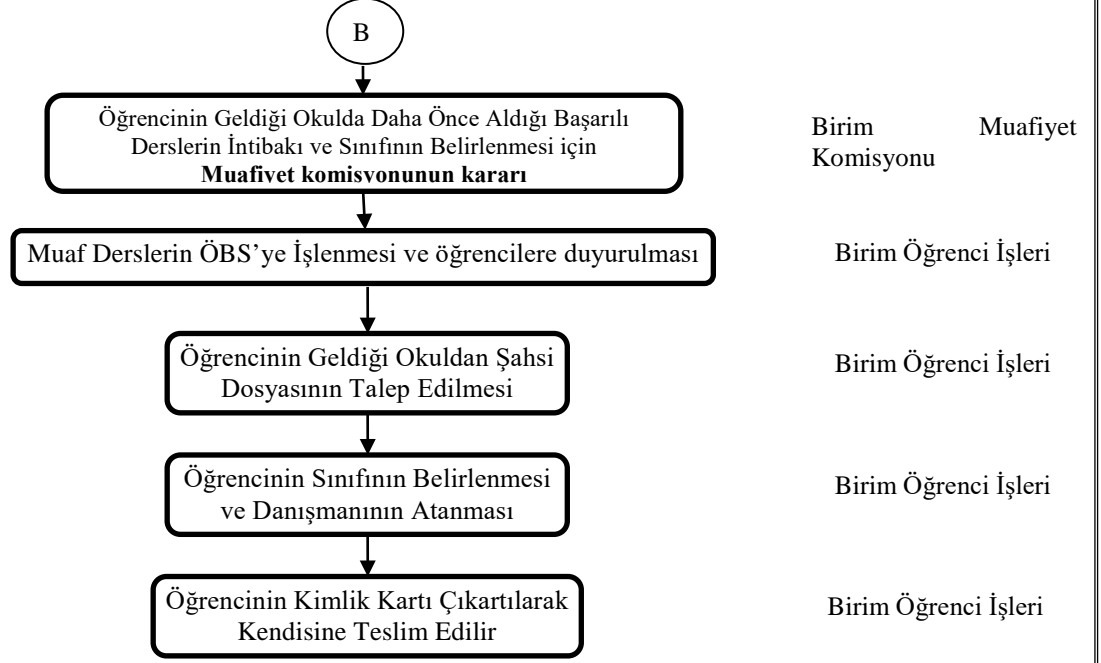 B
Öğrencinin Geldiği Okulda Daha Önce Aldığı Başarılı
Derslerin İntibakı ve Sınıfının Belirlenmesi için
Muafiyet komisyonunun kararı
Birim Muafiyet
Komisyonu
Muaf Derslerin ÖBS’ye İşlenmesi ve öğrencilere duyurulması
Birim Öğrenci İşleri
Öğrencinin Geldiği Okuldan Şahsi
Dosyasının Talep Edilmesi
Birim Öğrenci İşleri
Öğrencinin Sınıfının Belirlenmesi
ve Danışmanının Atanması
Birim Öğrenci İşleri
Öğrencinin Kimlik Kartı Çıkartılarak
Kendisine Teslim Edilir
Birim Öğrenci İşleri